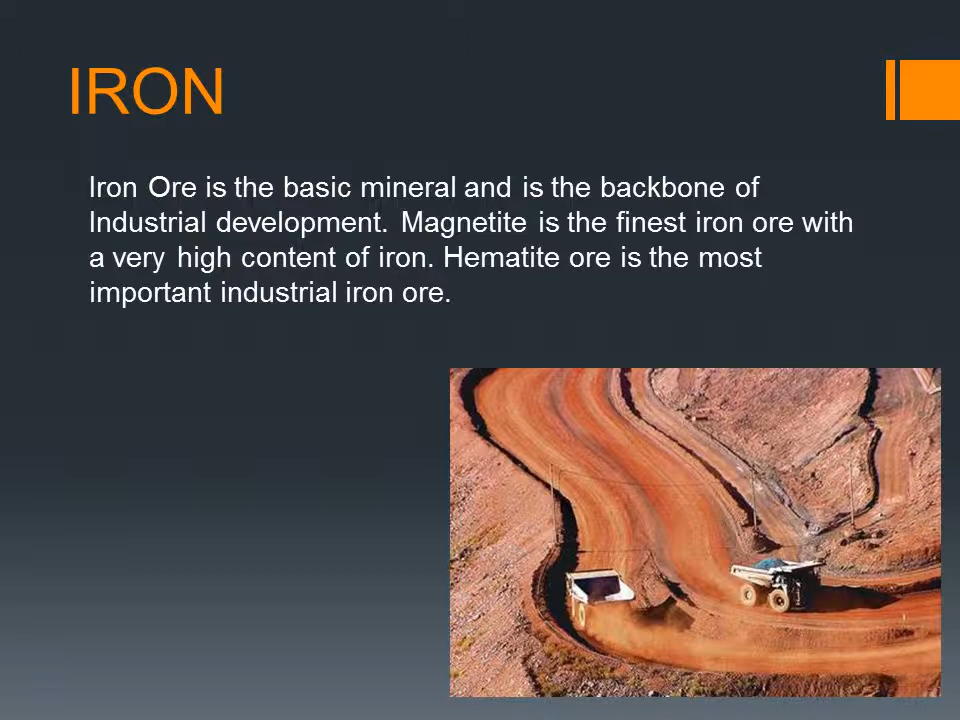 IRON
Iron Ore is the basic mineral and is the backbone of
Industrial development. Magnetite is the finest iron ore with
a very high content of iron. Hematite ore is the most
important industrial iron ore.